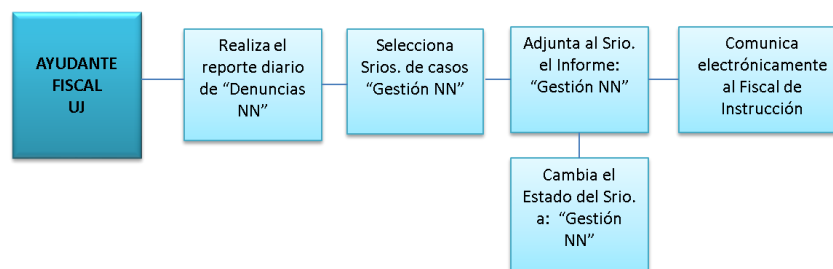 AYUDANTE
FISCAL
UJ
Realiza el
reporte diario
de “Denuncias
NN”
Selecciona
Srios. de casos
“Gestión NN”
Adjunta al Srio.
el Informe:
“Gestión NN”
Comunica
electrónicamente
al Fiscal de
Instrucción
Cambia el
Estado del Srio.
a: “Gestión
NN”